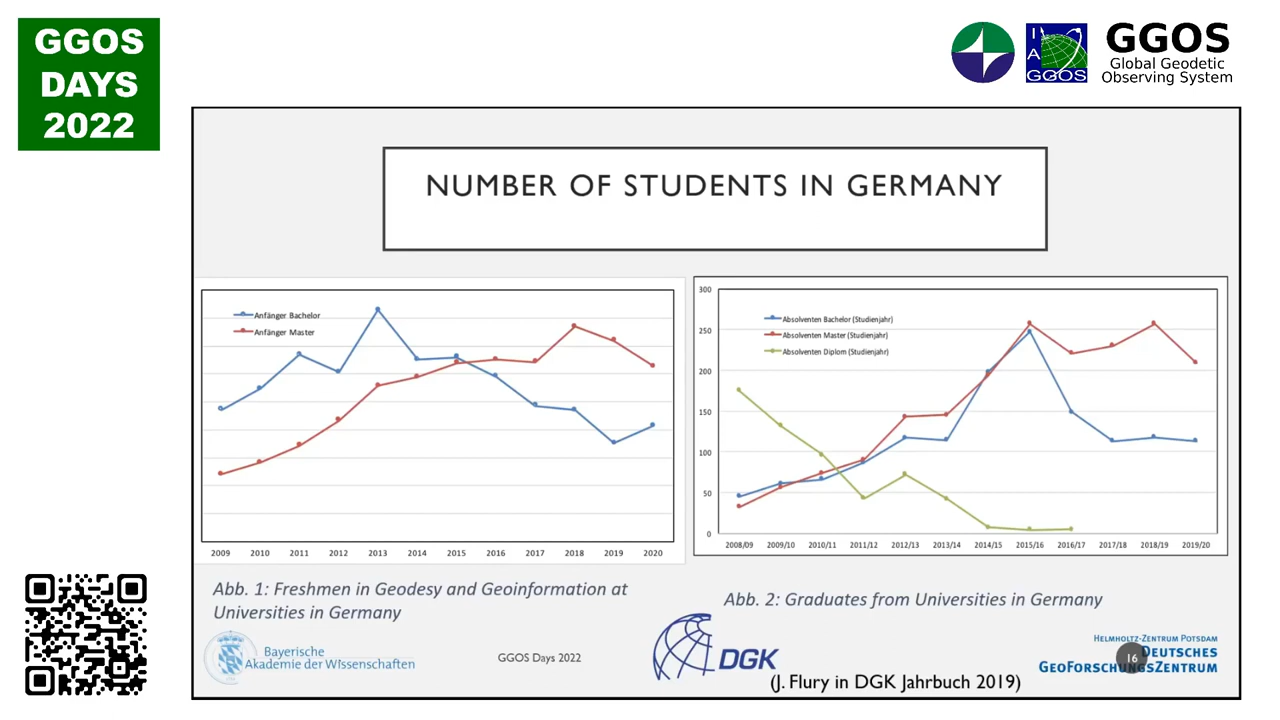 GGOS
DAYS
2022
I
A
G
GGOS
GGOS
Global Geodetic
Observing System
NUMBER OF STUDENTS IN GERMANY
Anfänger Bachelor
Anfänger Master
2009 2010 2011 2012 2013 2014 2015 2016 2017 2018 2019 2020
300
250
200
150
100
50
0
Absolventen Bachelor (Studienjahr)
Absolventen Master (Studienjahr)
Absolventen Diplom (Studienjahr)
2008/09 2009/10 2010/11 2011/12 2012/13 2013/14 2014/15 2015/16 2016/17 2017/18 2018/19 2019/20
Abb. 1: Freshmen in Geodesy and Geoinformation at
Universities in Germany
Abb. 2: Graduates from Universities in Germany
Bayerische
Akademie der Wissenschaften
GGOS Days 2022
DGK
(J. Flury in DGK Jahrbuch 2019)
HELMHOLTZ-ZENTRUM POTSDAM
DEUTSCHES
GEOFORSCHUNGSZENTRUM
16